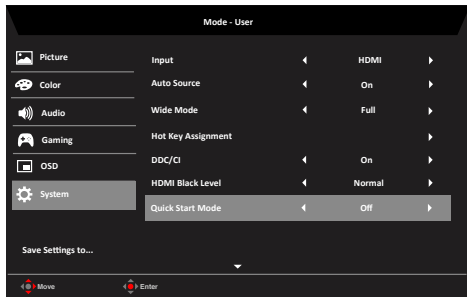 Mode - User
Picture
Color
Audio
Gaming
OSD
System
Save Settings to...
Input HDMI
Auto Source On
Wide Mode Full
Hot Key Assignment
DDC/CI On
HDMI Black Level Normal
Quick Start Mode Off
Move Enter